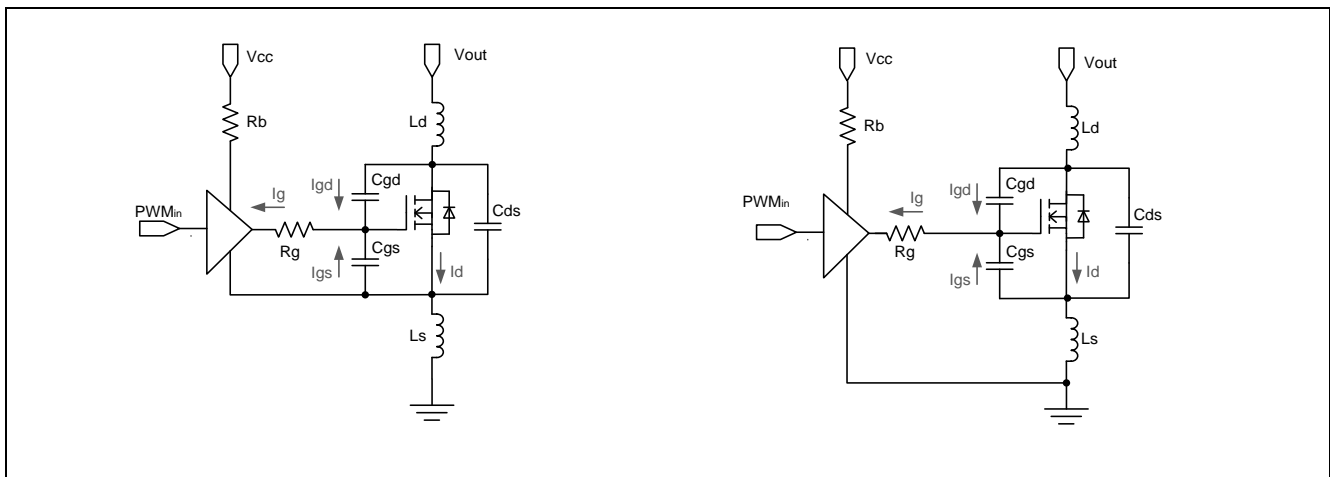 Vcc
Vout
Rb
Ld
Cgd
Igd
Ig
Cds
PWMin
Rg
Cgs
Igs
Id
Ls
Vcc
Vout
Rb
Ld
Cgd
Igd
Ig
Cds
PWMin
Rg
Cgs
Igs
Id
Ls